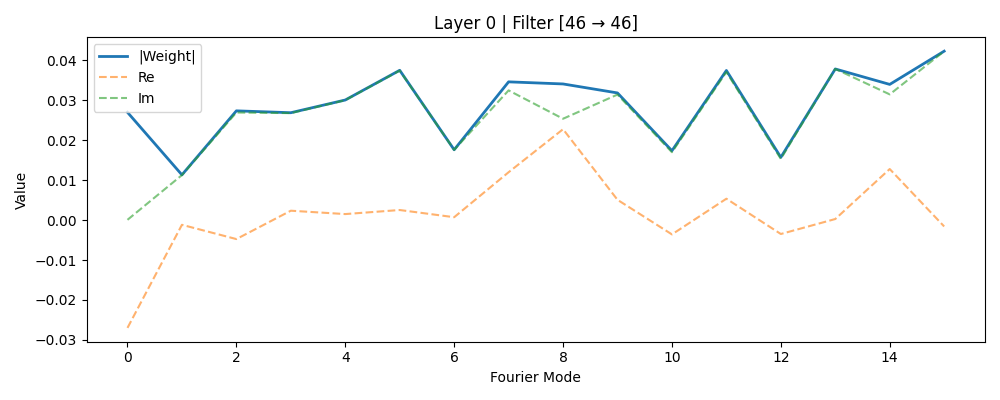 Layer 0 | Filter [46 → 46]
|Weight|
Re
Im
Value
0.04
0.03
0.02
0.01
0.00
−0.01
−0.02
−0.03
0 2 4 6 8 10 12 14
Fourier Mode